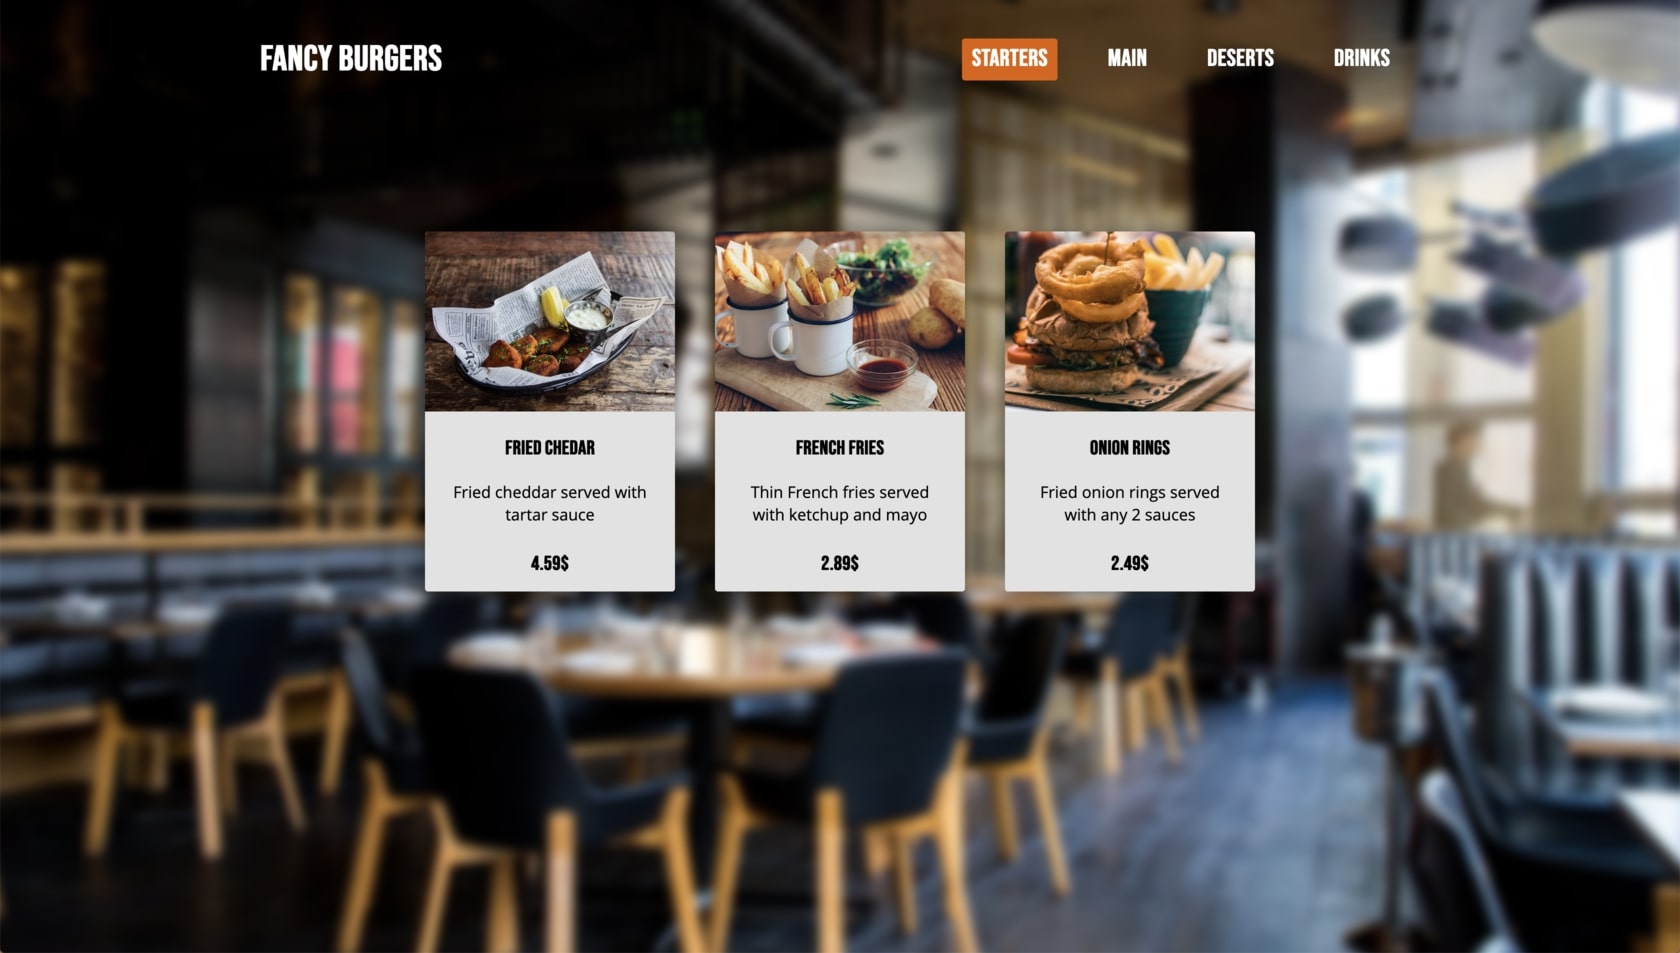 FANCY BURGERS
STARTERS
MAIN
DESERTS
DRINKS
FRIED CHEDAR
Fried cheddar served with
tartar sauce
4.59$
FRENCH FRIES
Thin French fries served
with ketchup and mayo
2.89$
ONION RINGS
Fried onion rings served
with any 2 sauces
2.49$